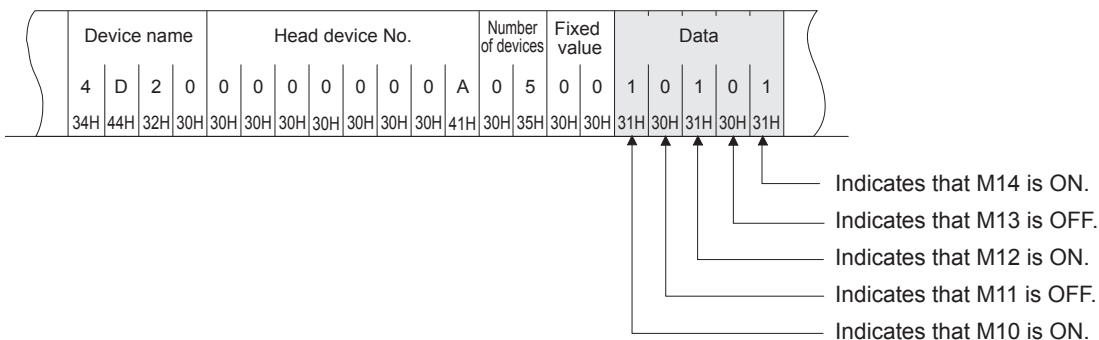 Device name Head device No. Number of devices Fixed value Data
4 D 2 0 0 0 0 0 0 0 0 A 0 5 0 0 1 0 1 0 1
34H 44H 32H 30H 30H 30H 30H 30H 30H 30H 30H 41H 30H 35H 30H 30H 31H 30H 31H 30H 31H
Indicates that M14 is ON.
Indicates that M13 is OFF.
Indicates that M12 is ON.
Indicates that M11 is OFF.
Indicates that M10 is ON.